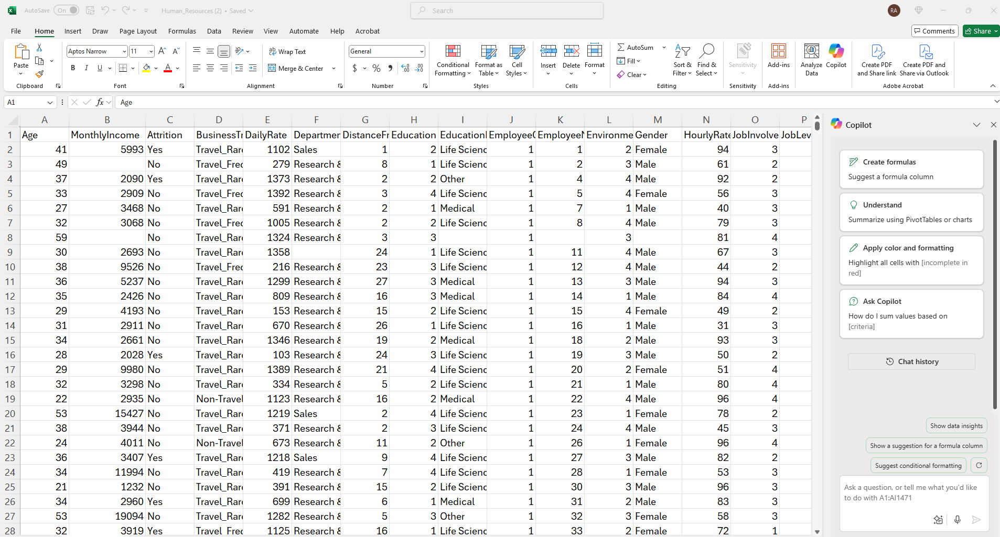 AutoSave On Human_Resources (2) • Saved Search RA
File Home Insert Draw Page Layout Formulas Data Review View Automate Help Acrobat Comments Share
Paste
Clipboard
Aptos Narrow 11
B I U A
Font
Wrap Text
Merge & Center
Alignment
General
$ % 9
Number
Conditional Formatting
Format as Table
Cell Styles
Styles
Insert Delete Format
Cells
AutoSum
Fill
Clear
Sort & Filter
Find & Select
Editing
Sensitivity
Sensitivity
Add-ins
Add-ins
Analyze Data
Copilot
Create PDF and Share link
Create PDF and Share via Outlook
Adobe Acrobat
A1 fx Age
A B C D E F G H I J K L M N O P
1 Age MonthlyIncome Attrition BusinessTr DailyRate Departmer DistanceFr Education Education EmployeeC EmployeeN Environme Gender HourlyRate JobInvolve JobLev
2 41 5993 Yes Travel_Rare 1102 Sales 1 2 Life Scienc 1 1 2 Female 94 3
3 49 No Travel_Frec 279 Research & 8 1 Life Scienc 1 2 3 Male 61 2
4 37 2090 Yes Travel_Rare 1373 Research & 2 2 Other 1 4 4 Male 92 2
5 33 2909 No Travel_Frec 1392 Research & 3 4 Life Scienc 1 5 4 Female 56 3
6 27 3468 No Travel_Rare 591 Research & 2 1 Medical 1 7 1 Male 40 3
7 32 3068 No Travel_Frec 1005 Research & 2 2 Life Scienc 1 8 4 Male 79 3
8 59 No Travel_Rare 1324 Research & 3 3 1 3 81 4
9 30 2693 No Travel_Rare 1358 24 1 Life Scienc 1 11 4 Male 67 3
10 38 9526 No Travel_Frec 216 Research & 23 3 Life Scienc 1 12 4 Male 44 2
11 36 5237 No Travel_Rare 1299 Research & 27 3 Medical 1 13 3 Male 94 3
12 35 2426 No Travel_Rare 809 Research & 16 3 Medical 1 14 1 Male 84 4
13 29 4193 No Travel_Rare 153 Research & 15 2 Life Scienc 1 15 4 Female 49 2
14 31 2911 No Travel_Rare 670 Research & 26 1 Life Scienc 1 16 1 Male 31 3
15 34 2661 No Travel_Rare 1346 Research & 19 2 Medical 1 18 2 Male 93 3
16 28 2028 Yes Travel_Rare 103 Research & 24 3 Life Scienc 1 19 3 Male 50 2
17 29 9980 No Travel_Rare 1389 Research & 21 4 Life Scienc 1 20 2 Female 51 4
18 32 3298 No Travel_Rare 334 Research & 5 2 Life Scienc 1 21 1 Male 80 4
19 22 2935 No Non-Travel 1123 Research & 16 2 Medical 1 22 4 Male 96 4
20 53 15427 No Travel_Rare 1219 Sales 2 4 Life Scienc 1 23 1 Female 78 2
21 38 3944 No Travel_Rare 371 Research & 2 3 Life Scienc 1 24 4 Male 45 3
22 24 4011 No Non-Travel 673 Research & 11 2 Other 1 26 1 Female 96 4
23 36 3407 Yes Travel_Rare 1218 Sales 9 4 Life Scienc 1 27 3 Male 82 2
24 34 11994 No Travel_Rare 419 Research & 7 4 Life Scienc 1 28 1 Female 53 3
25 21 1232 No Travel_Rare 391 Research & 15 2 Life Scienc 1 30 3 Male 96 3
26 34 2960 Yes Travel_Rare 699 Research & 6 1 Medical 1 31 2 Male 83 3
27 53 19094 No Travel_Rare 1282 Research & 5 3 Other 1 32 3 Female 58 3
28 32 3919 Yes Travel_Frec 1125 Research & 16 1 Life Scienc 1 33 2 Female 72 1
Copilot
Create formulas
Suggest a formula column
Understand
Summarize using PivotTables or charts
Apply color and formatting
Highlight all cells with [incomplete in
red]
Ask Copilot
How do I sum values based on
[criteria]
Chat history
Show data insights
Show a suggestion for a formula column
Suggest conditional formatting
Ask a question, or tell me what you'd like
to do with A1:AI1471